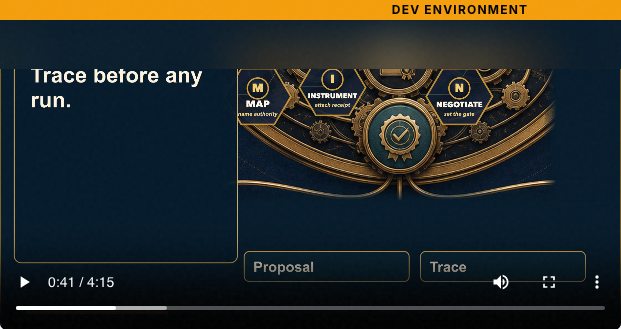 DEV ENVIRONMENT
Trace before any
run.
M
MAP
name authority
I
INSTRUMENT
attach receipt
N
NEGOTIATE
set the gate
Proposal
Trace
0:41 / 4:15